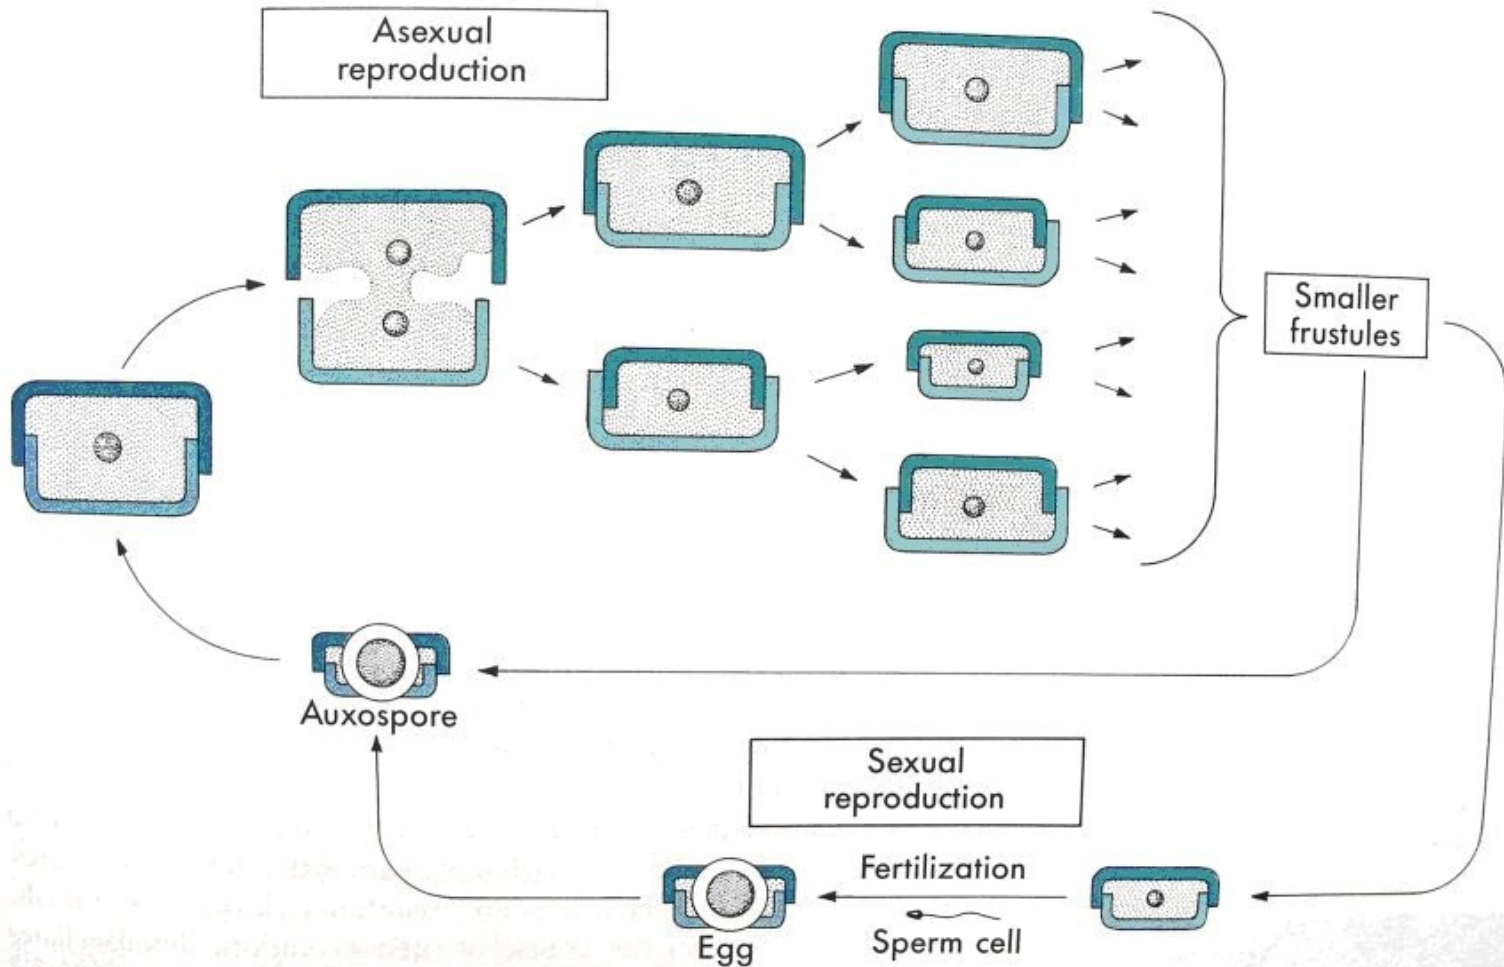 Asexual
reproduction
Smaller
frustules
Auxospore
Sexual
reproduction
Fertilization
Sperm cell
Egg